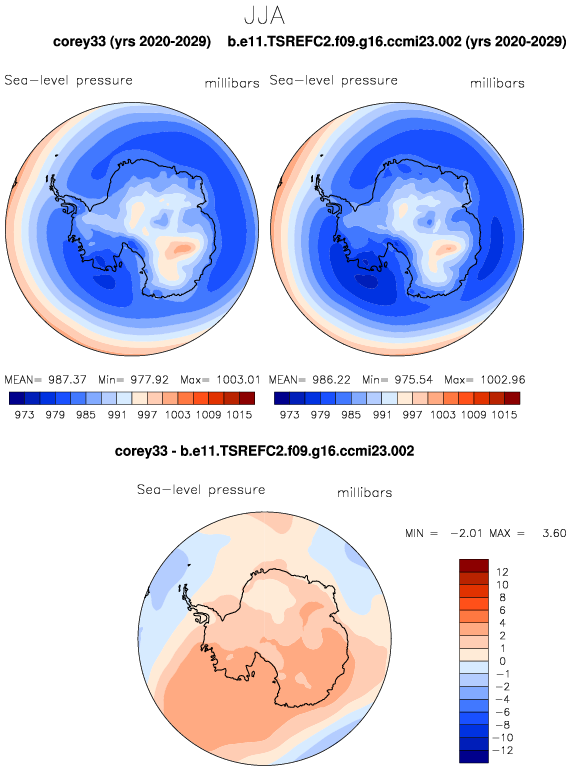 JJA
corey33 (yrs 2020-2029) b.e11.TSREFC2.f09.g16.ccmi23.002 (yrs 2020-2029)
Sea-level pressure millibars Sea-level pressure millibars
MEAN= 987.37 Min= 977.92 Max= 1003.01 MEAN= 986.22 Min= 975.54 Max= 1002.96
973 979 985 991 997 1003 1009 1015 973 979 985 991 997 1003 1009 1015
corey33 - b.e11.TSREFC2.f09.g16.ccmi23.002
Sea-level pressure millibars
MIN = -2.01 MAX = 3.60
12
10
8
6
4
2
1
0
-1
-2
-4
-6
-8
-10
-12